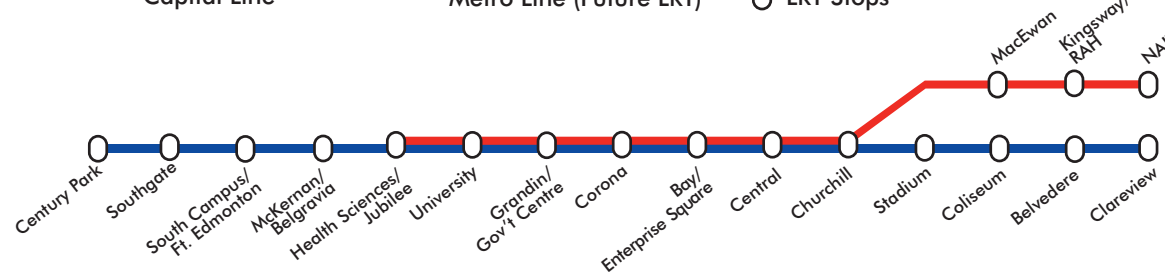 Capital Line
Metro Line (Future LRT)
LRT Stops
MacEwan
Kingsway/
RAH
Century Park
Southgate
South Campus/
Ft. Edmonton
McKernan/
Belgravia
Health Sciences/
Jubilee
University
Grandin/
Gov't Centre
Corona
Bay/
Enterprise Square
Central
Churchill
Stadium
Coliseum
Belvedere
Clareview